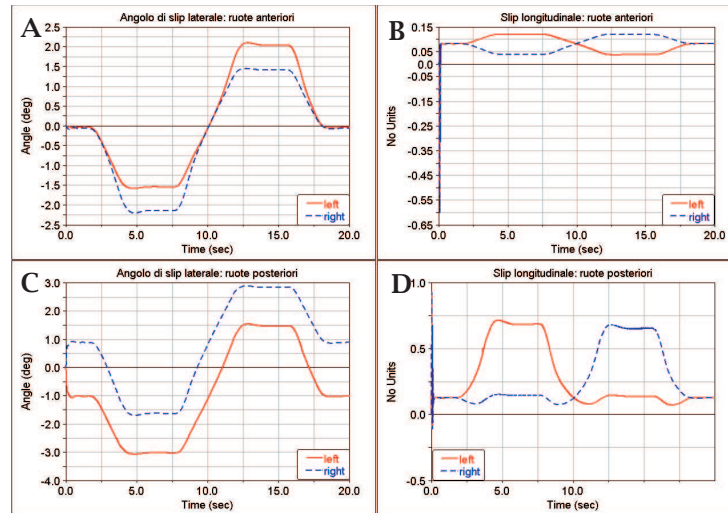 A
Angolo di slip laterale: ruote anteriori
Angle (deg)
2.5
2.0
1.5
1.0
0.5
0.0
-0.5
-1.0
-1.5
-2.0
-2.5
0.0 5.0 10.0 15.0 20.0
Time (sec)
left
right
B
Slip longitudinale: ruote anteriori
No Units
0.15
0.05
0.0
-0.05
-0.15
-0.25
-0.35
-0.45
-0.55
-0.65
0.0 5.0 10.0 15.0 20.0
Time (sec)
left
right
C
Angolo di slip laterale: ruote posteriori
Angle (deg)
3.0
2.0
1.0
0.0
-1.0
-2.0
-3.0
-4.0
0.0 5.0 10.0 15.0 20.0
Time (sec)
left
right
D
Slip longitudinale: ruote posteriori
No Units
1.0
0.5
0.0
-0.5
0.0 5.0 10.0 15.0 20.0
Time (sec)
left
right